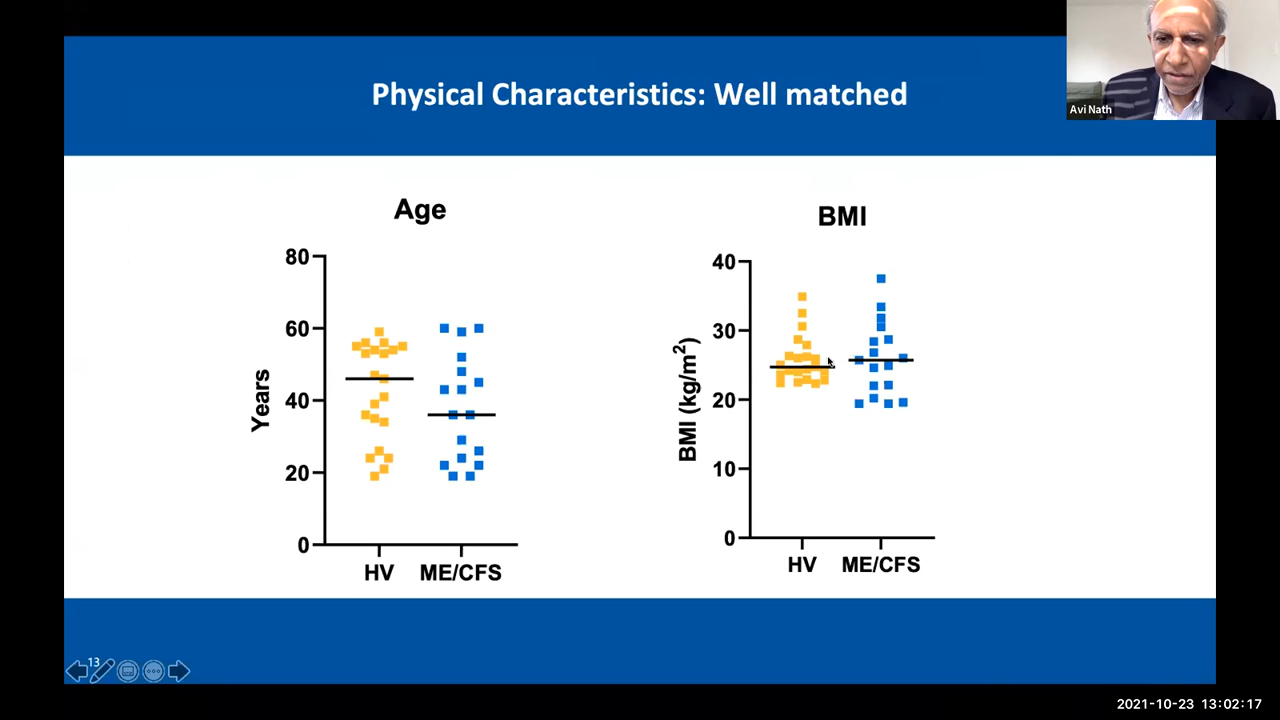 Physical Characteristics: Well matched
Avi Nath
Age
80
60
40
20
0
Years
HV
ME/CFS
BMI
40
30
20
10
0
BMI (kg/m²)
HV
ME/CFS
13
2021-10-23 13:02:17